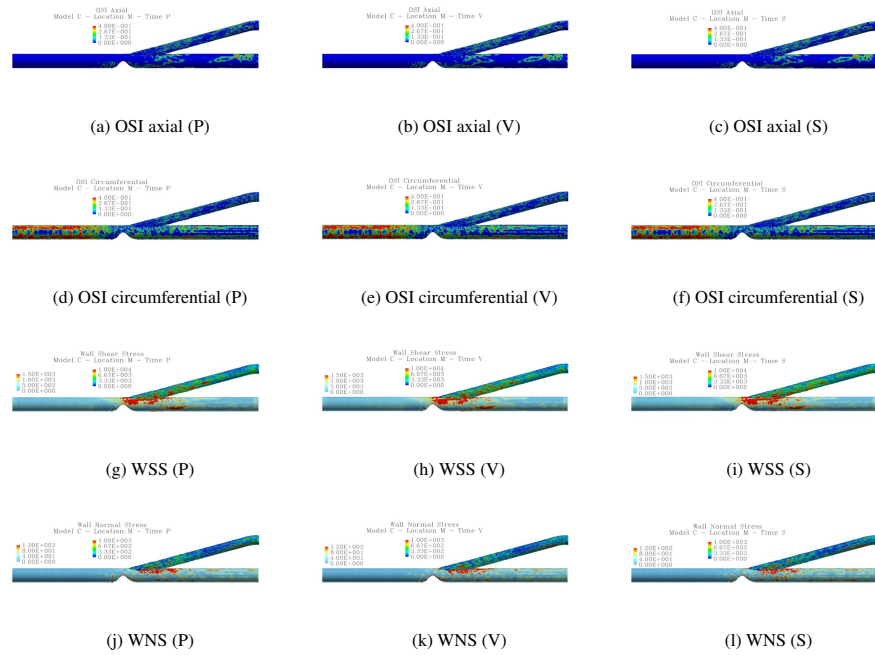 OSI Axial
Model C – Location M – Time P
4.00E-001
2.67E-001
1.33E-001
0.00E+000
(a) OSI axial (P)
OSI Axial
Model C – Location M – Time V
4.00E-001
2.67E-001
1.33E-001
0.00E+000
(b) OSI axial (V)
OSI Axial
Model C – Location M – Time S
4.00E-001
2.67E-001
1.33E-001
0.00E+000
(c) OSI axial (S)
OSI Circumferential
Model C – Location M – Time P
4.00E-001
2.67E-001
1.33E-001
0.00E+000
(d) OSI circumferential (P)
OSI Circumferential
Model C – Location M – Time V
4.00E-001
2.67E-001
1.33E-001
0.00E+000
(e) OSI circumferential (V)
OSI Circumferential
Model C – Location M – Time S
4.00E-001
2.67E-001
1.33E-001
0.00E+000
(f) OSI circumferential (S)
Wall Shear Stress
Model C – Location M – Time P
1.50E+003
1.00E+003
5.00E+002
0.00E+000
1.00E+004
6.67E+003
3.33E+003
0.00E+000
(g) WSS (P)
Wall Shear Stress
Model C – Location M – Time V
1.50E+003
1.00E+003
5.00E+002
0.00E+000
1.00E+004
6.67E+003
3.33E+003
0.00E+000
(h) WSS (V)
Wall Shear Stress
Model C – Location M – Time S
1.50E+003
1.00E+003
5.00E+002
0.00E+000
1.00E+004
6.67E+003
3.33E+003
0.00E+000
(i) WSS (S)
Wall Normal Stress
Model C – Location M – Time P
1.20E+002
8.00E+001
4.00E+001
0.00E+000
1.00E+003
6.67E+002
3.33E+002
0.00E+000
(j) WNS (P)
Wall Normal Stress
Model C – Location M – Time V
1.20E+002
8.00E+001
4.00E+001
0.00E+000
1.00E+003
6.67E+002
3.33E+002
0.00E+000
(k) WNS (V)
Wall Normal Stress
Model C – Location M – Time S
1.20E+002
8.00E+001
4.00E+001
0.00E+000
1.00E+003
6.67E+002
3.33E+002
0.00E+000
(l) WNS (S)